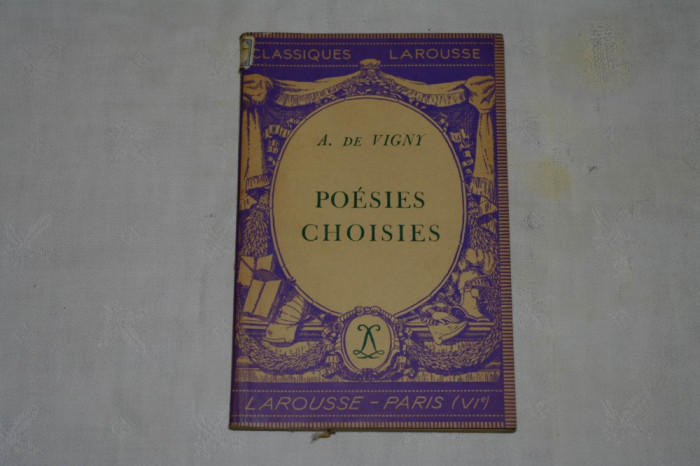 CLASSIQUES LAROUSSE
A. DE VIGNY
POÉSIES
CHOISIES
LAROUSSE - PARIS (VIe)